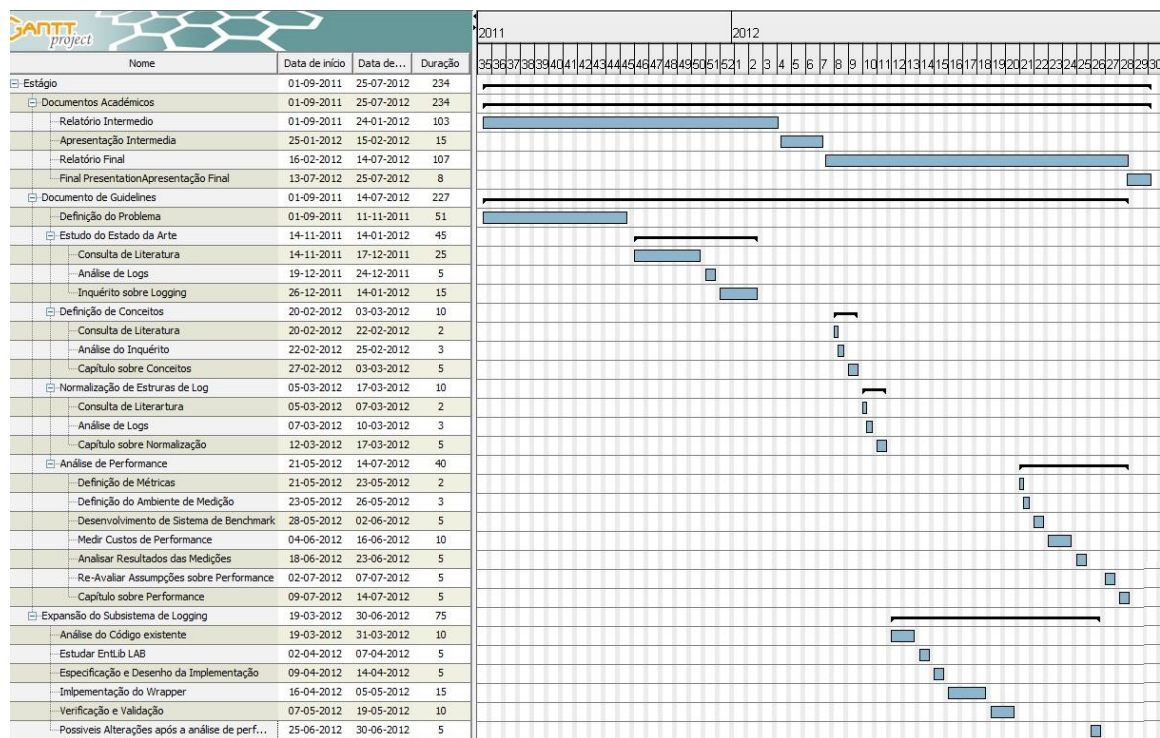 GANTT
project
2011 2012
Nome Data de início Data de... Duração 35 36 37 38 39 40 41 42 43 44 45 46 47 48 49 50 51 52 1 2 3 4 5 6 7 8 9 10 11 12 13 14 15 16 17 18 19 20 21 22 23 24 25 26 27 28 29 30
Estágio 01-09-2011 25-07-2012 234
Documentos Académicos 01-09-2011 25-07-2012 234
Relatório Intermedio 01-09-2011 24-01-2012 103
Apresentação Intermedia 25-01-2012 15-02-2012 15
Relatório Final 16-02-2012 14-07-2012 107
Final PresentationApresentação Final 13-07-2012 25-07-2012 8
Documento de Guidelines 01-09-2011 14-07-2012 227
Definição do Problema 01-09-2011 11-11-2011 51
Estudo do Estado da Arte 14-11-2011 14-01-2012 45
Consulta de Literatura 14-11-2011 17-12-2011 25
Análise de Logs 19-12-2011 24-12-2011 5
Inquérito sobre Logging 26-12-2011 14-01-2012 15
Definição de Conceitos 20-02-2012 03-03-2012 10
Consulta de Literatura 20-02-2012 22-02-2012 2
Análise do Inquérito 22-02-2012 25-02-2012 3
Capítulo sobre Conceitos 27-02-2012 03-03-2012 5
Normalização de Estruras de Log 05-03-2012 17-03-2012 10
Consulta de Literartura 05-03-2012 07-03-2012 2
Análise de Logs 07-03-2012 10-03-2012 3
Capítulo sobre Normalização 12-03-2012 17-03-2012 5
Análise de Performance 21-05-2012 14-07-2012 40
Definição de Métricas 21-05-2012 23-05-2012 2
Definição do Ambiente de Medição 23-05-2012 26-05-2012 3
Desenvolvimento de Sistema de Benchmark 28-05-2012 02-06-2012 5
Medir Custos de Performance 04-06-2012 16-06-2012 10
Analisar Resultados das Medições 18-06-2012 23-06-2012 5
Re-Avaliar Assumpções sobre Performance 02-07-2012 07-07-2012 5
Capítulo sobre Performance 09-07-2012 14-07-2012 5
Expansão do Subsistema de Logging 19-03-2012 30-06-2012 75
Análise do Código existente 19-03-2012 31-03-2012 10
Estudar EntLib LAB 02-04-2012 07-04-2012 5
Especificação e Desenho da Implementação 09-04-2012 14-04-2012 5
Imlpementação do Wrapper 16-04-2012 05-05-2012 15
Verificação e Validação 07-05-2012 19-05-2012 10
Possiveis Alterações após a análise de perf... 25-06-2012 30-06-2012 5